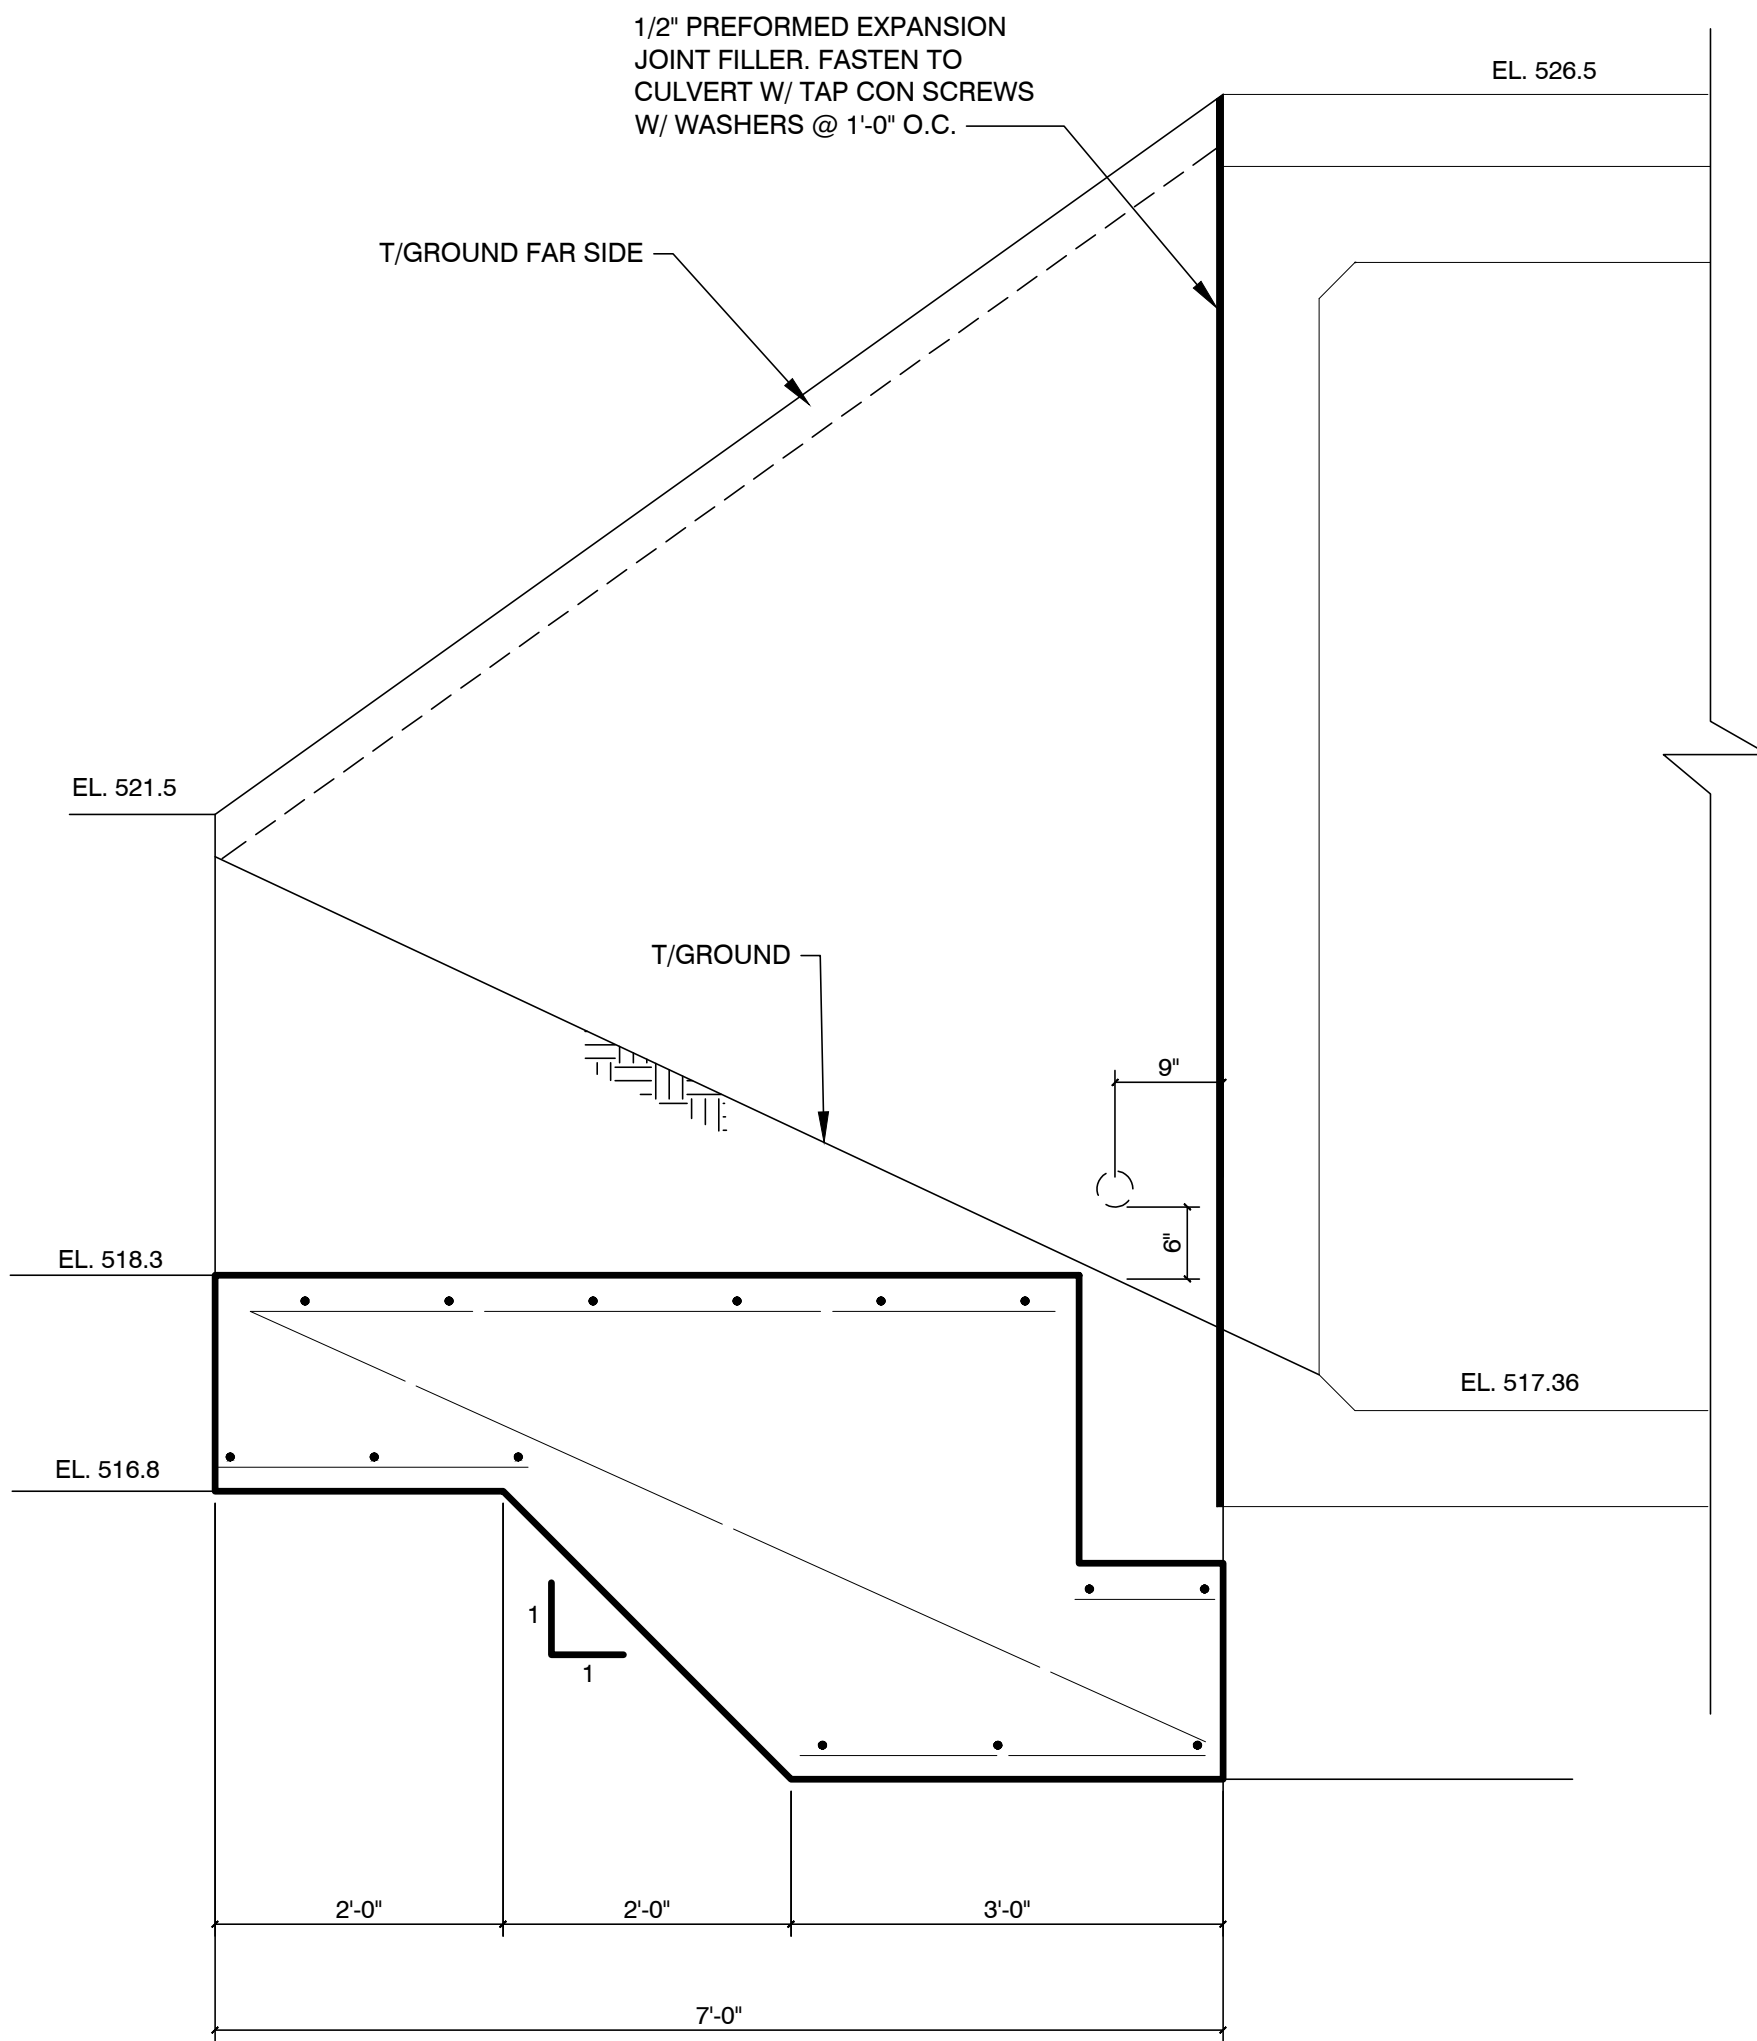 1/2" PREFORMED EXPANSION
JOINT FILLER. FASTEN TO
CULVERT W/ TAP CON SCREWS
W/ WASHERS @ 1'-0" O.C.
EL. 526.5
T/GROUND FAR SIDE
EL. 521.5
T/GROUND
9"
6"
EL. 518.3
EL. 517.36
EL. 516.8
1
1
2'-0"
2'-0"
3'-0"
7'-0"